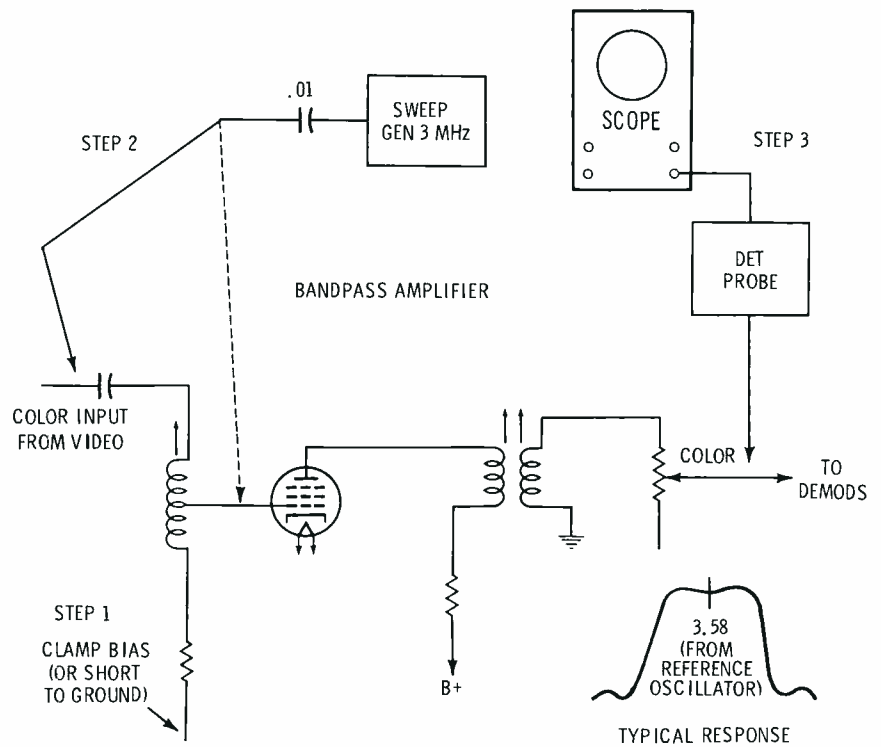 .01
SWEEP
GEN 3 MHz
STEP 2
SCOPE
STEP 3
DET
PROBE
BANDPASS AMPLIFIER
COLOR INPUT
FROM VIDEO
COLOR
TO
DEMODS
STEP 1
CLAMP BIAS
(OR SHORT
TO GROUND)
B+
3.58
(FROM
REFERENCE
OSCILLATOR)
TYPICAL RESPONSE